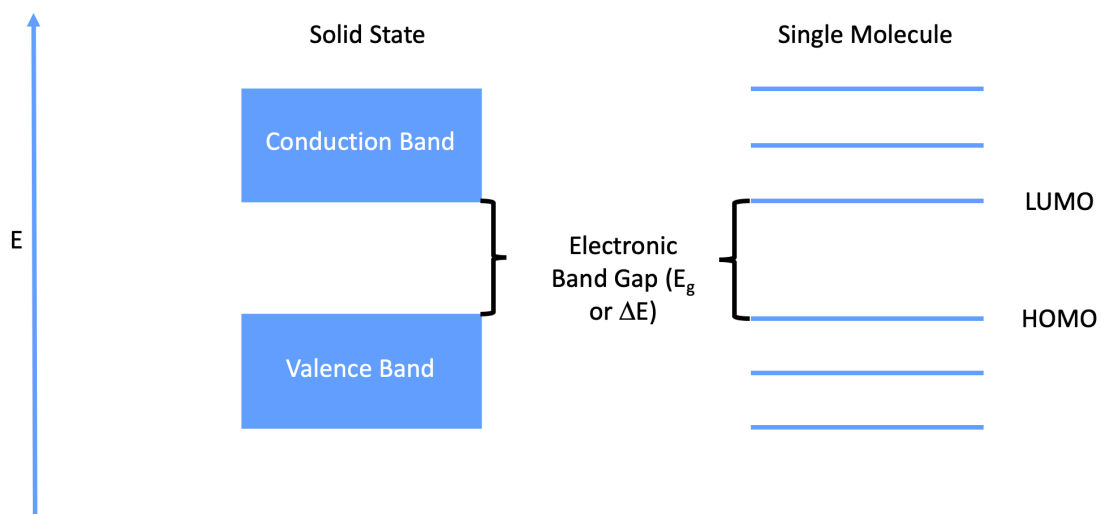 Solid State
Single Molecule
Conduction Band
LUMO
E
Electronic
Band Gap (Eg
or ΔE)
HOMO
Valence Band